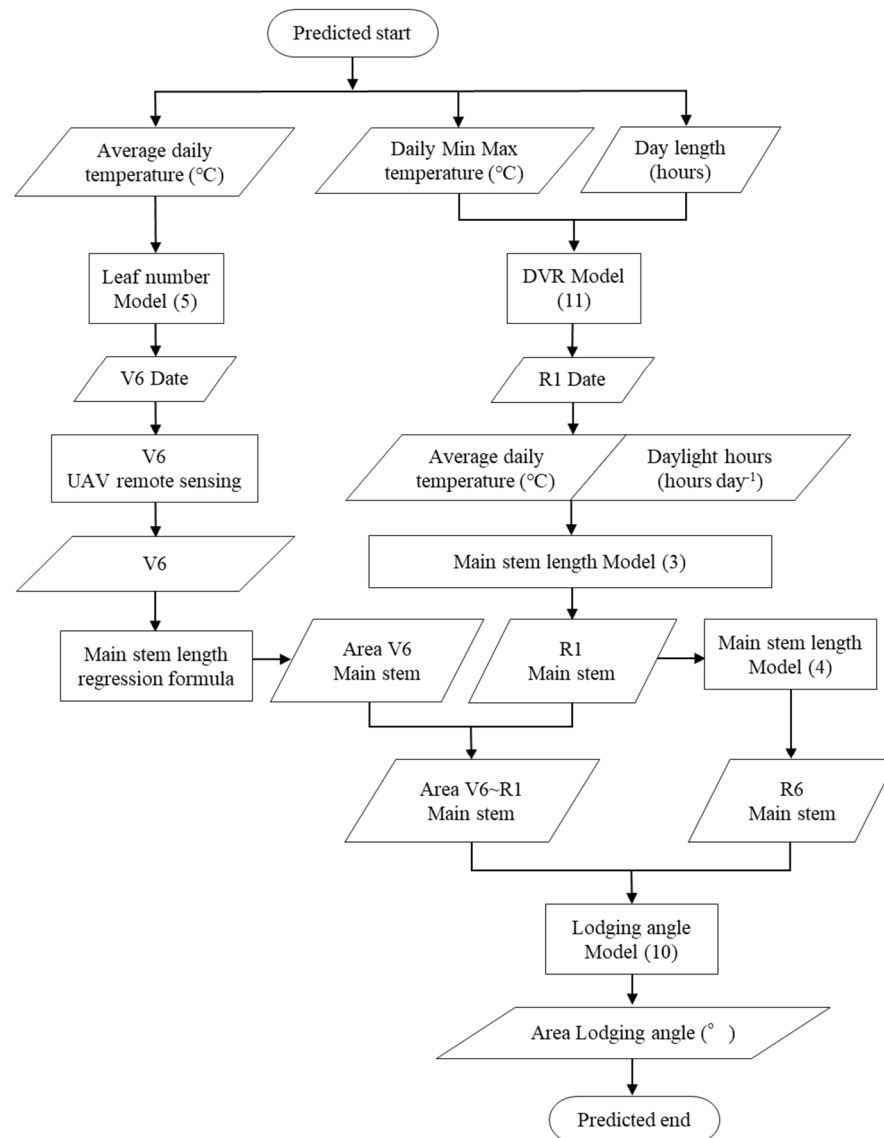 Predicted start
Average daily
temperature (℃)
Daily Min Max
temperature (℃)
Day length
(hours)
Leaf number
Model (5)
DVR Model
(11)
V6 Date
R1 Date
V6
UAV remote sensing
Average daily
temperature (℃)
Daylight hours
(hours day⁻¹)
V6
Main stem length Model (3)
Main stem length
regression formula
Area V6
Main stem
R1
Main stem
Main stem length
Model (4)
Area V6~R1
Main stem
R6
Main stem
Lodging angle
Model (10)
Area Lodging angle (° )
Predicted end